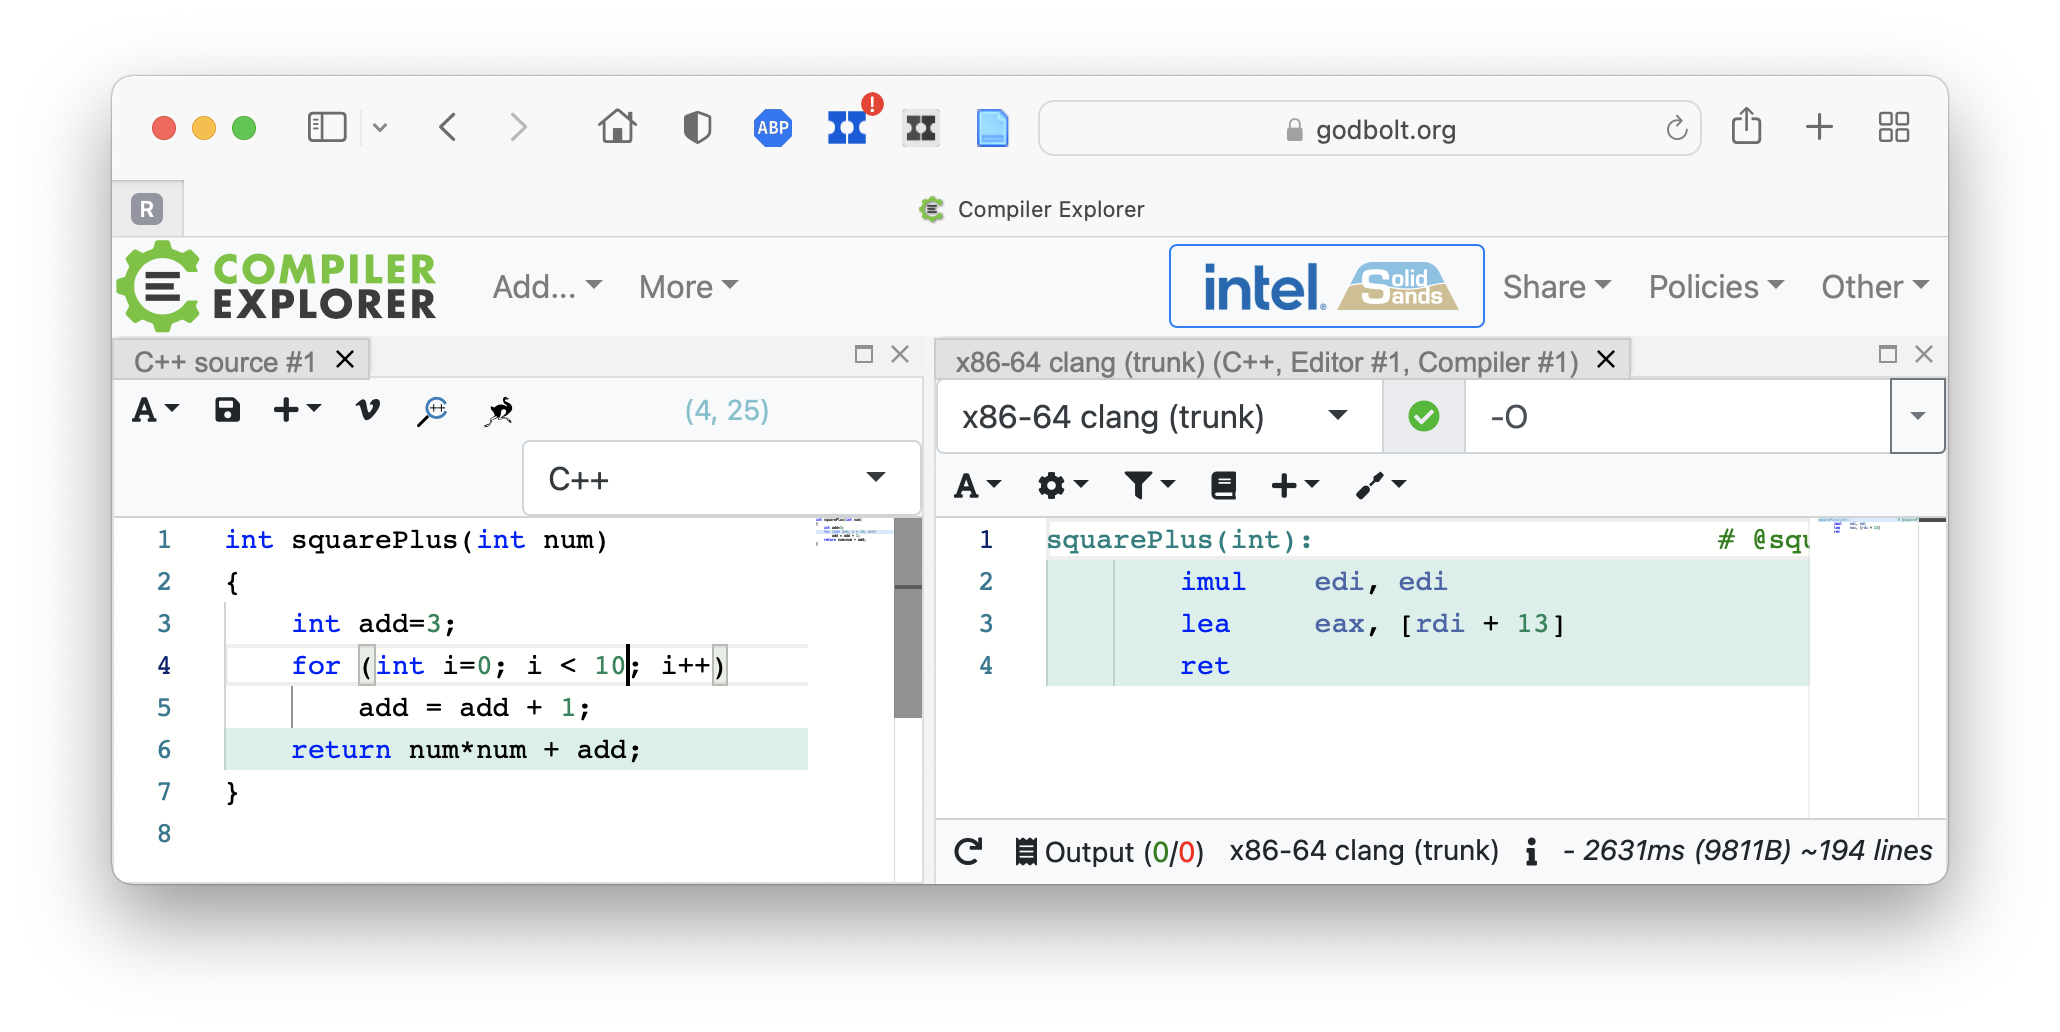 ABP
!
godbolt.org
R
Compiler Explorer
COMPILER
EXPLORER
Add...
More
intel.
Solid
Sands
Share
Policies
Other
C++ source #1
x86-64 clang (trunk) (C++, Editor #1, Compiler #1)
A
(4, 25)
C++
x86-64 clang (trunk)
-O
A
1 int squarePlus(int num)
2 {
3 int add=3;
4 for (int i=0; i < 10; i++)
5 add = add + 1;
6 return num*num + add;
7 }
8
1 squarePlus(int): # @squ
2 imul edi, edi
3 lea eax, [rdi + 13]
4 ret
Output (0/0) x86-64 clang (trunk) i - 2631ms (9811B) ~194 lines